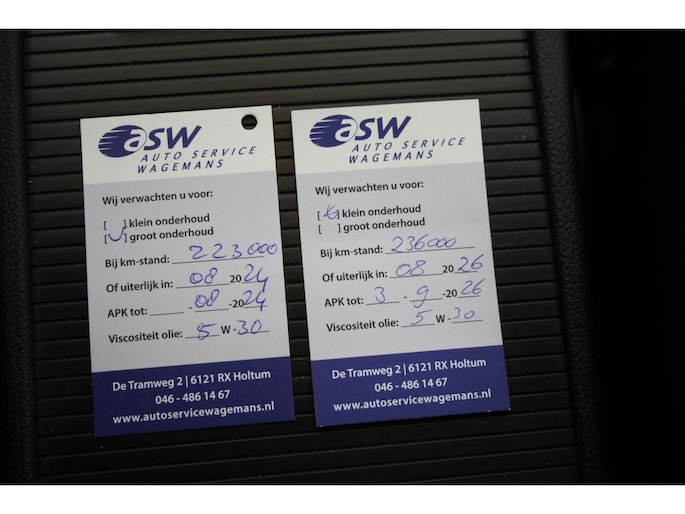 aSW
AUTO SERVICE
WAGEMANS
Wij verwachten u voor:
[ ] klein onderhoud
[ ] groot onderhoud
Bij km-stand: 223000
Of uiterlijk in: 08 2024
APK tot: - 08 -2024
Viscositeit olie: 5 W - 30
De Tramweg 2 | 6121 RX Holtum
046 - 486 14 67
www.autoservicewagemans.nl
aSW
AUTO SERVICE
WAGEMANS
Wij verwachten u voor:
[ ] klein onderhoud
[ ] groot onderhoud
Bij km-stand: 236000
Of uiterlijk in: 08 2026
APK tot: 3 - 9 -2026
Viscositeit olie: 5 W - 30
De Tramweg 2 | 6121 RX Holtum
046 - 486 14 67
www.autoservicewagemans.nl